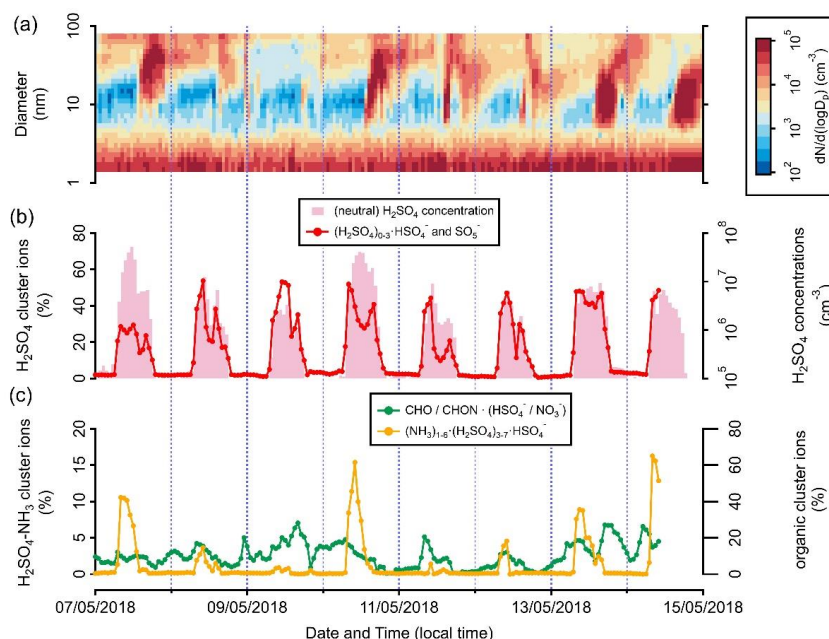 (a)
100
10
1
Diameter
(nm)
10⁵
10⁴
10³
10²
dN/d(logDₚ) (cm⁻³)
(b)
(neutral) H₂SO₄ concentration
(H₂SO₄)₀₋₃·HSO₄⁻ and SO₅⁻
80
60
40
20
0
H₂SO₄ cluster ions
(%)
10⁸
10⁷
10⁶
10⁵
H₂SO₄ concentrations
(cm⁻³)
(c)
CHO / CHON · (HSO₄⁻ / NO₃⁻)
(NH₃)₁₋₆·(H₂SO₄)₃₋₇·HSO₄⁻
20
15
10
5
0
H₂SO₄-NH₃ cluster ions
(%)
80
60
40
20
0
organic cluster ions
(%)
07/05/2018 09/05/2018 11/05/2018 13/05/2018 15/05/2018
Date and Time (local time)